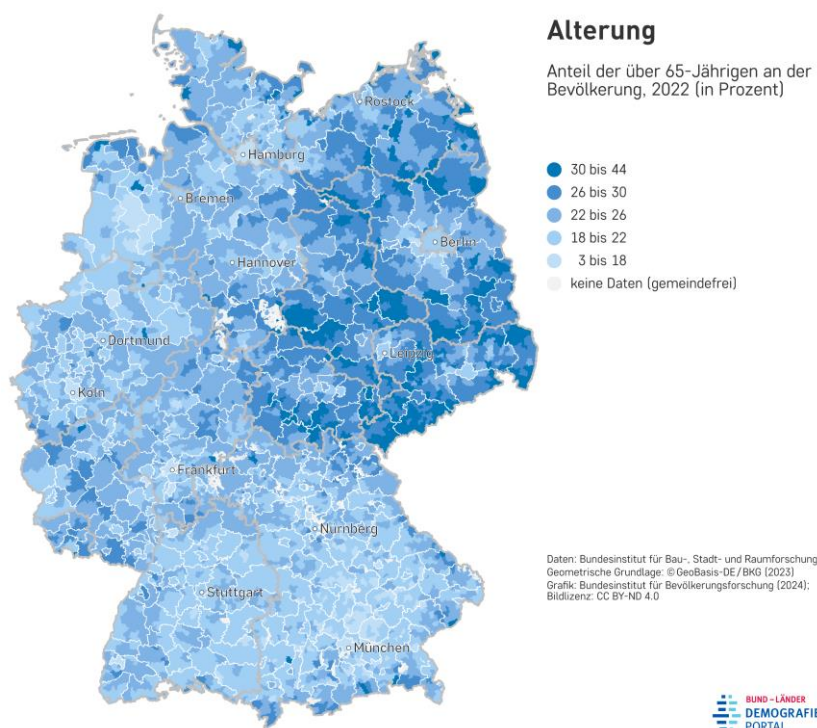 Alterung
Anteil der über 65-Jährigen an der
Bevölkerung, 2022 (in Prozent)
30 bis 44
26 bis 30
22 bis 26
18 bis 22
3 bis 18
keine Daten (gemeindefrei)
Rostock
Hamburg
Bremen
Berlin
Hannover
Dortmund
Leipzig
Köln
Frankfurt
Nürnberg
Stuttgart
München
Daten: Bundesinstitut für Bau-, Stadt- und Raumforschung
Geometrische Grundlage: © GeoBasis-DE/BKG (2023)
Grafik: Bundesinstitut für Bevölkerungsforschung (2024);
Bildlizenz: CC BY-ND 4.0
BUND-LÄNDER
DEMOGRAFIE
PORTAL